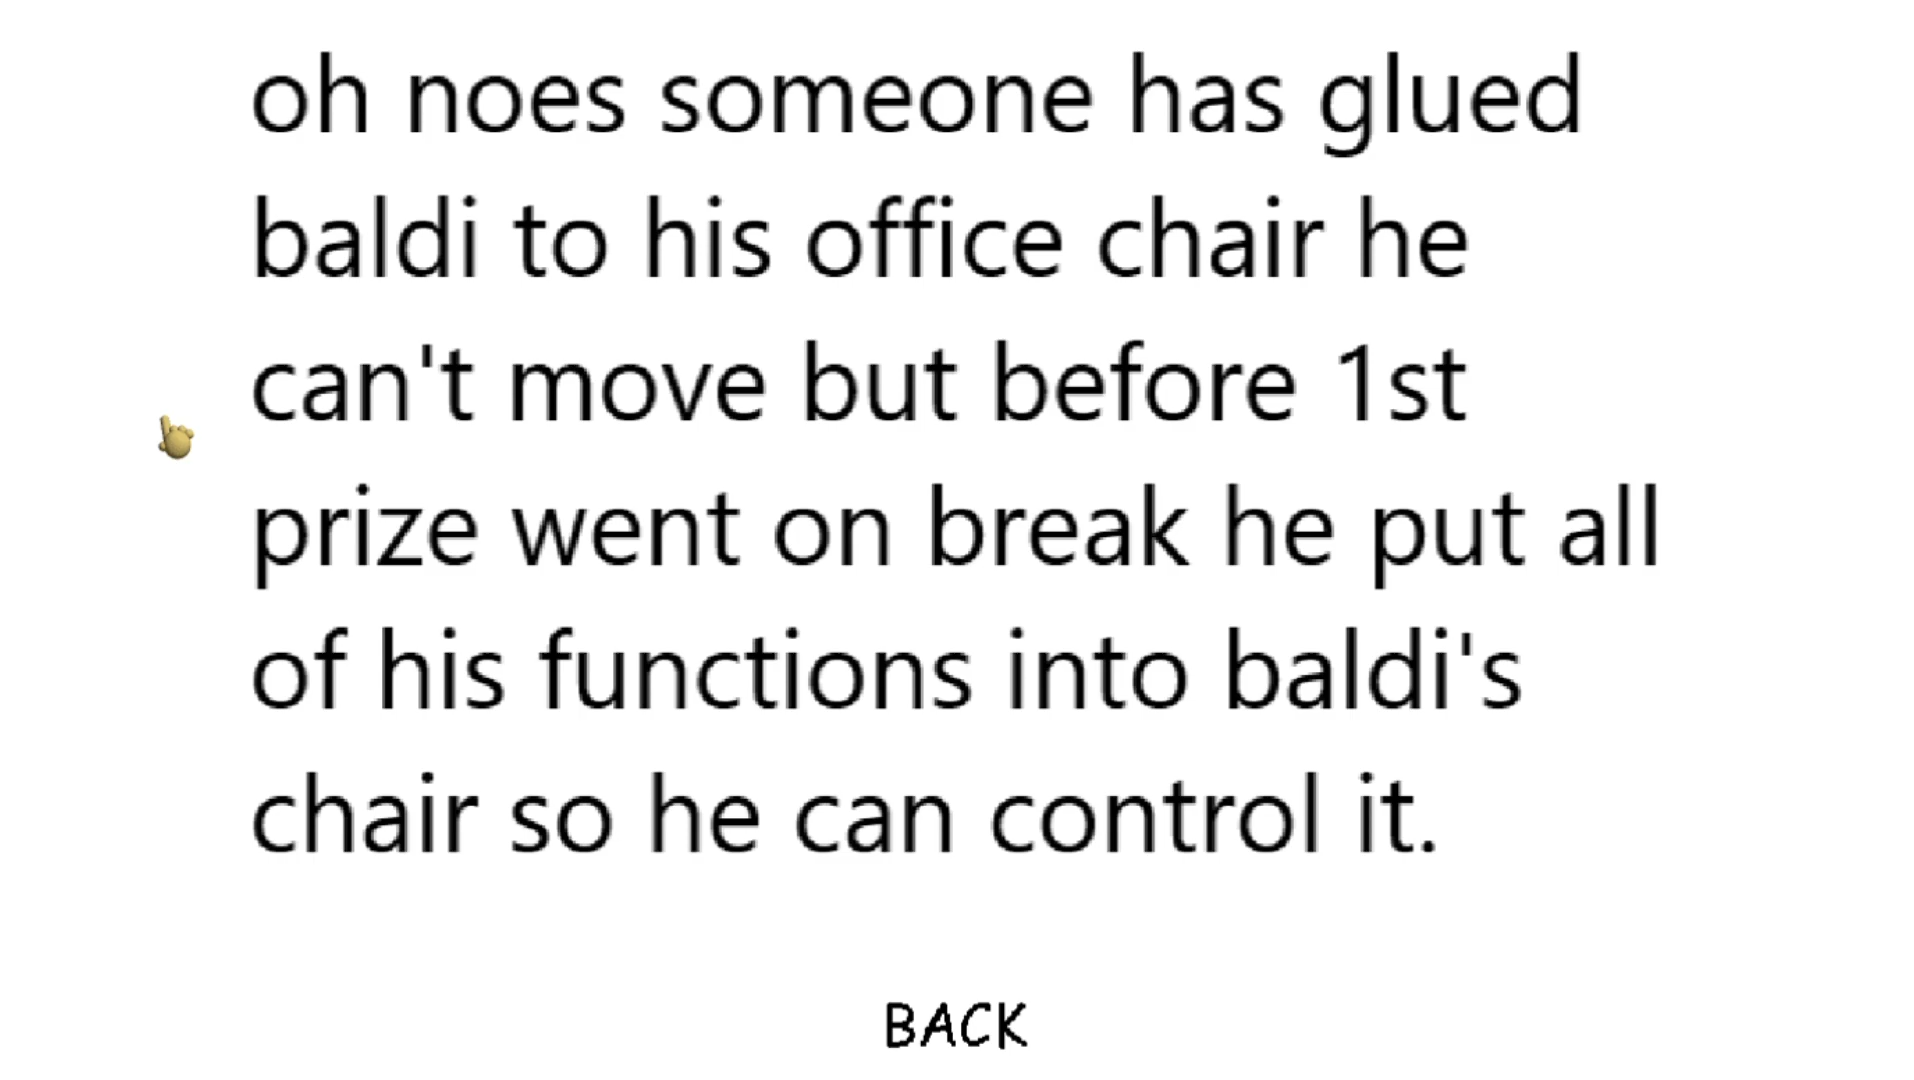 oh noes someone has glued
baldi to his office chair he
can't move but before 1st
prize went on break he put all
of his functions into baldi's
chair so he can control it.
BACK